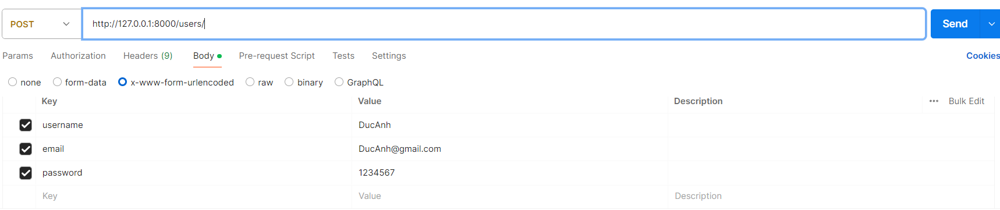 POST http://127.0.0.1:8000/users/ Send
Params Authorization Headers (9) Body Pre-request Script Tests Settings Cookies
none form-data x-www-form-urlencoded raw binary GraphQL
Key Value Description Bulk Edit
username DucAnh
email DucAnh@gmail.com
password 1234567
Key Value Description